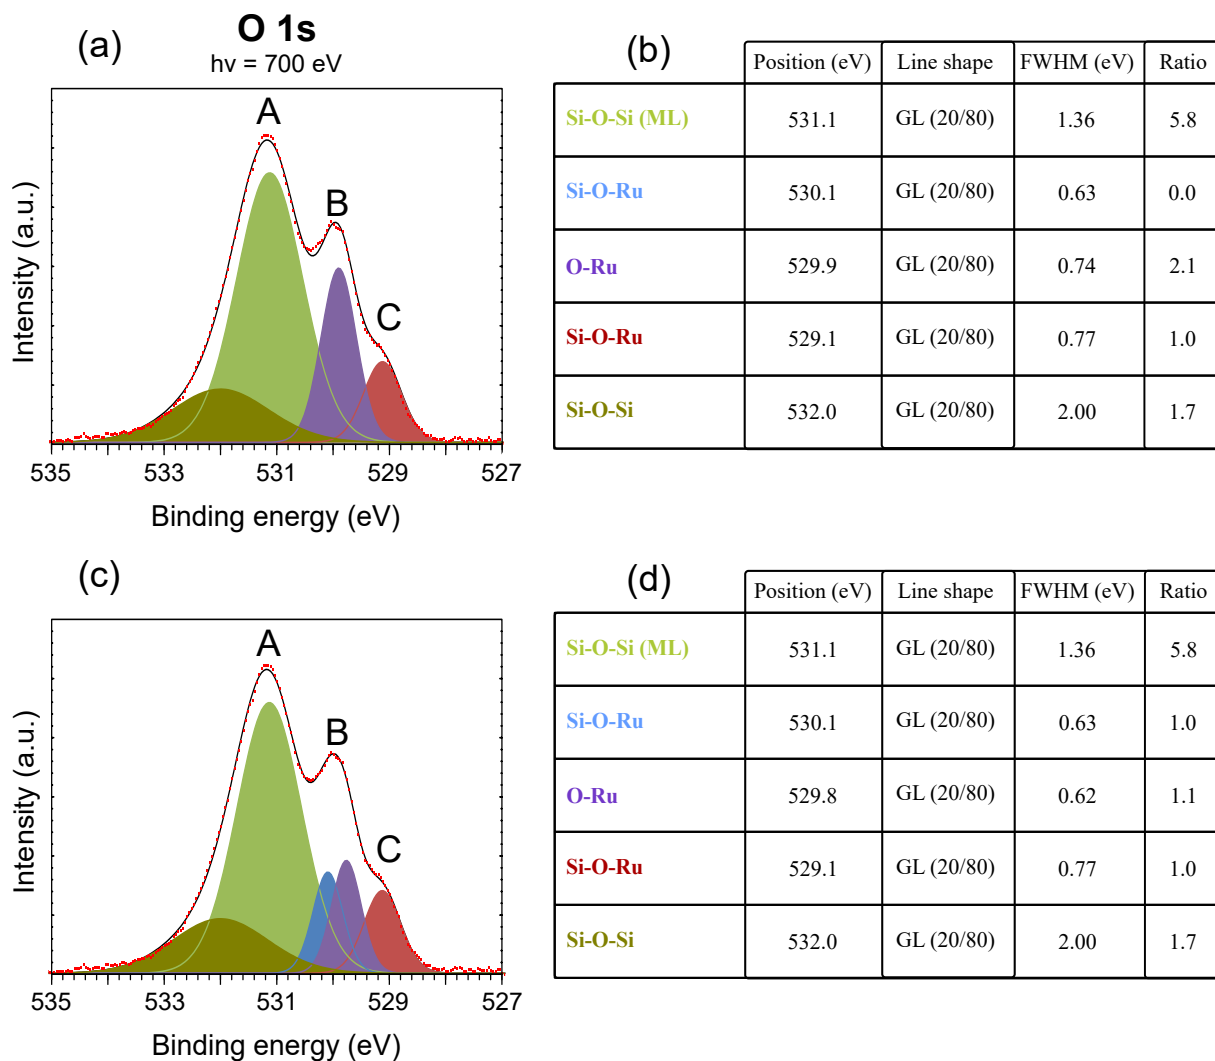 (a)
O 1s
hν = 700 eV
A
B
C
Intensity (a.u.)
535 533 531 529 527
Binding energy (eV)
(b)
Position (eV) Line shape FWHM (eV) Ratio
Si-O-Si (ML) 531.1 GL (20/80) 1.36 5.8
Si-O-Ru 530.1 GL (20/80) 0.63 0.0
O-Ru 529.9 GL (20/80) 0.74 2.1
Si-O-Ru 529.1 GL (20/80) 0.77 1.0
Si-O-Si 532.0 GL (20/80) 2.00 1.7
(c)
A
B
C
Intensity (a.u.)
535 533 531 529 527
Binding energy (eV)
(d)
Position (eV) Line shape FWHM (eV) Ratio
Si-O-Si (ML) 531.1 GL (20/80) 1.36 5.8
Si-O-Ru 530.1 GL (20/80) 0.63 1.0
O-Ru 529.8 GL (20/80) 0.62 1.1
Si-O-Ru 529.1 GL (20/80) 0.77 1.0
Si-O-Si 532.0 GL (20/80) 2.00 1.7